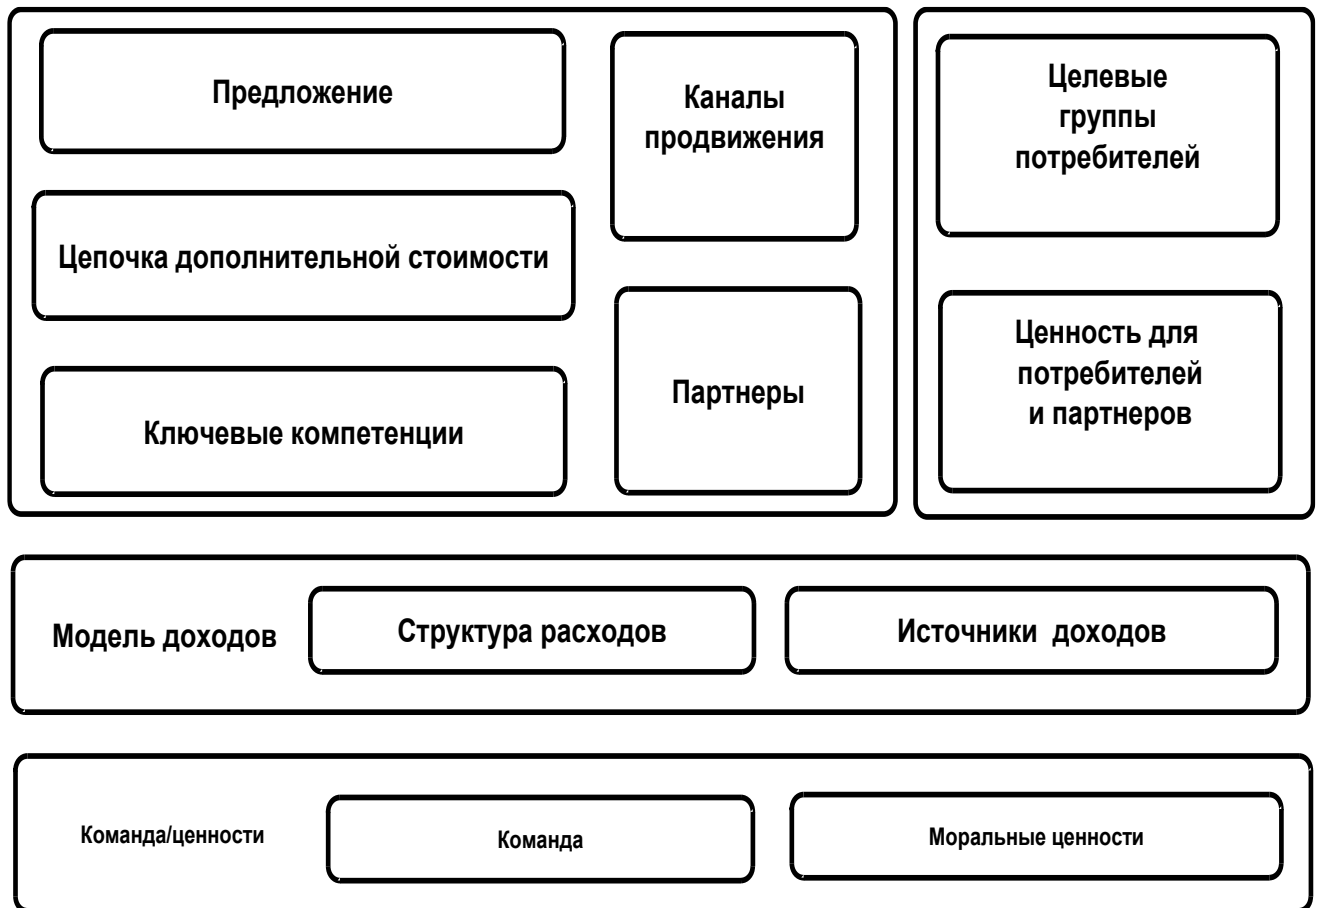 Предложение
Цепочка дополнительной стоимости
Ключевые компетенции
Каналы
продвижения
Партнеры
Целевые
группы
потребителей
Ценность для
потребителей
и партнеров
Модель доходов
Структура расходов
Источники доходов
Команда/ценности
Команда
Моральные ценности